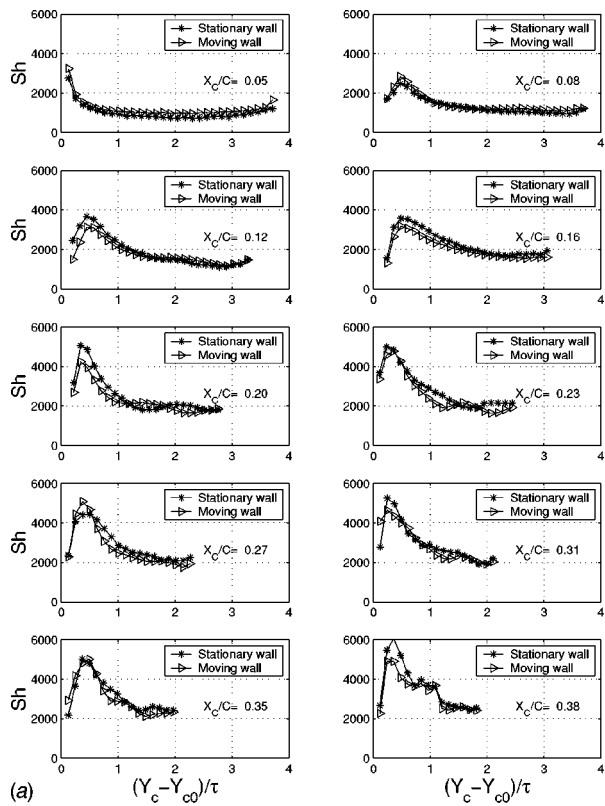 6000
4000
2000
0
Sh
Stationary wall
Moving wall
X_C/C= 0.05
0 1 2 3 4
6000
4000
2000
0
Stationary wall
Moving wall
X_C/C= 0.08
0 1 2 3 4
6000
4000
2000
0
Sh
Stationary wall
Moving wall
X_C/C= 0.12
0 1 2 3 4
6000
4000
2000
0
Stationary wall
Moving wall
X_C/C= 0.16
0 1 2 3 4
6000
4000
2000
0
Sh
Stationary wall
Moving wall
X_C/C= 0.20
0 1 2 3 4
6000
4000
2000
0
Stationary wall
Moving wall
X_C/C= 0.23
0 1 2 3 4
6000
4000
2000
0
Sh
Stationary wall
Moving wall
X_C/C= 0.27
0 1 2 3 4
6000
4000
2000
0
Stationary wall
Moving wall
X_C/C= 0.31
0 1 2 3 4
6000
4000
2000
0
Sh
Stationary wall
Moving wall
X_C/C= 0.35
0 1 2 3 4
(Y_c−Y_c0)/τ
6000
4000
2000
0
Stationary wall
Moving wall
X_C/C= 0.38
0 1 2 3 4
(Y_c−Y_c0)/τ
(a)